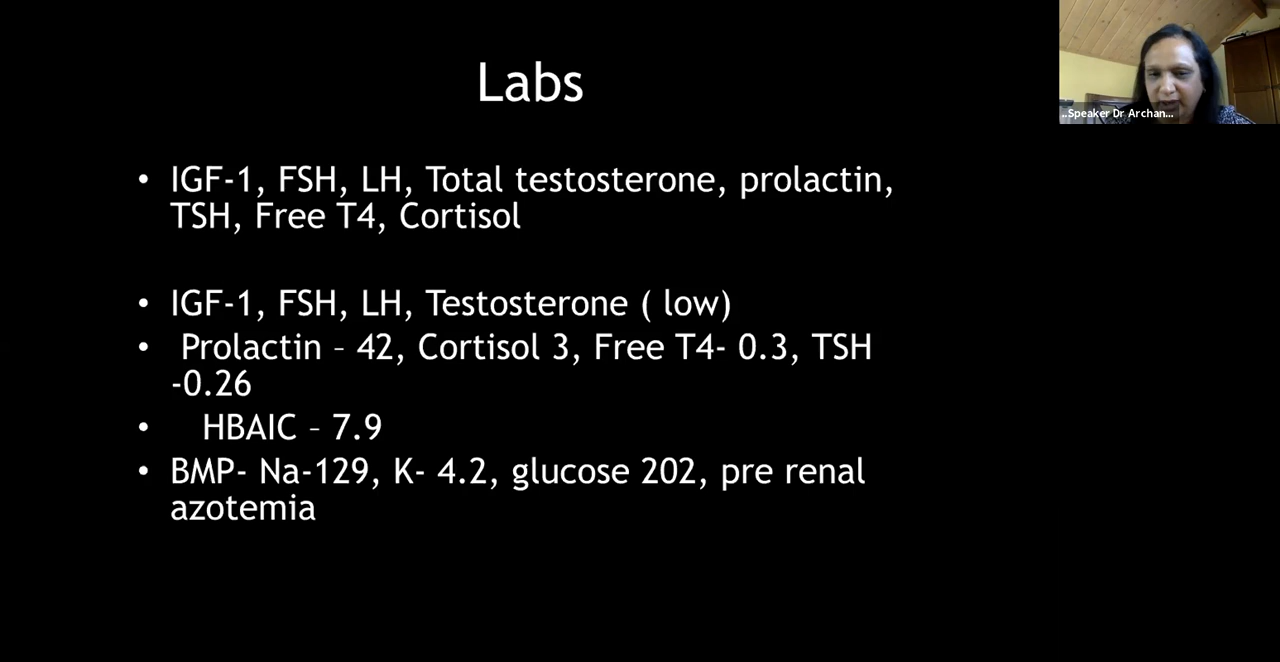 Labs
..Speaker Dr Archan...
• IGF-1, FSH, LH, Total testosterone, prolactin,
TSH, Free T4, Cortisol
• IGF-1, FSH, LH, Testosterone ( low)
• Prolactin – 42, Cortisol 3, Free T4- 0.3, TSH
-0.26
• HBAIC – 7.9
• BMP- Na-129, K- 4.2, glucose 202, pre renal
azotemia